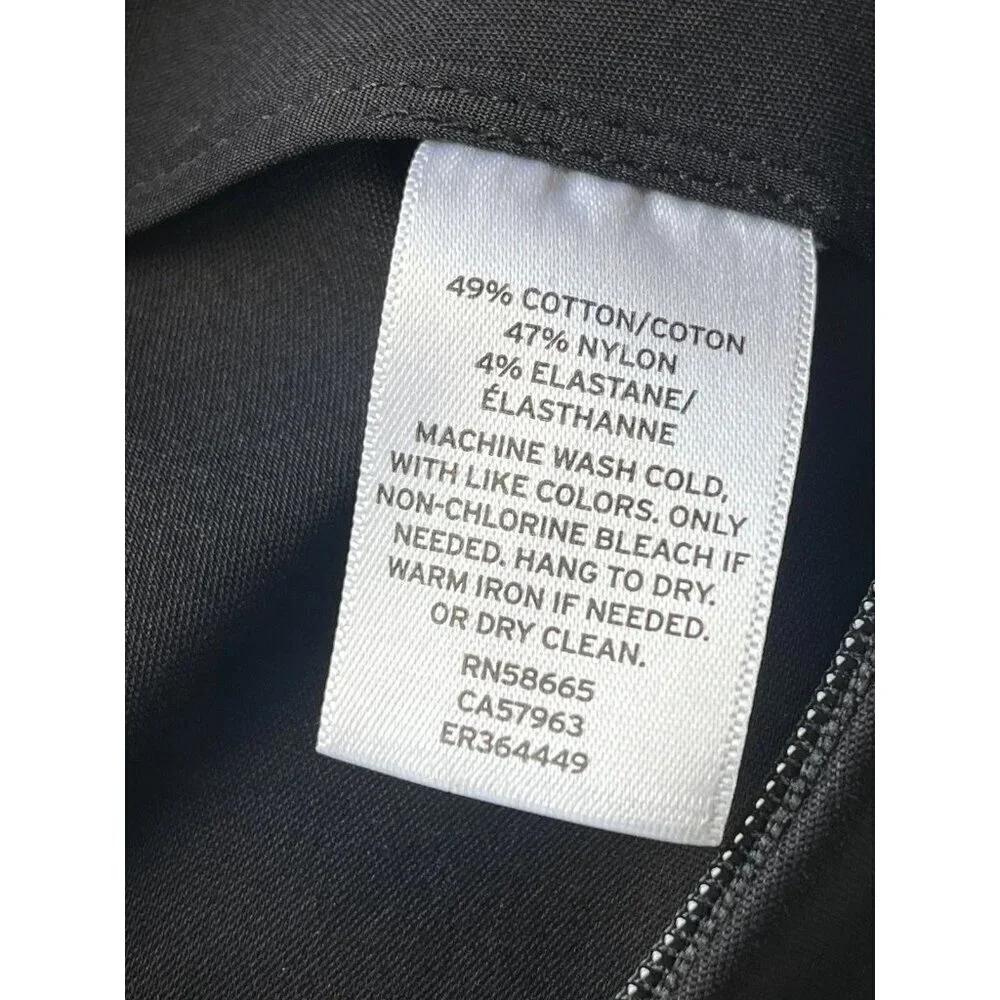 49% COTTON/COTON
47% NYLON
4% ELASTANE/
ÉLASTHANNE
MACHINE WASH COLD,
WITH LIKE COLORS. ONLY
NON-CHLORINE BLEACH IF
NEEDED. HANG TO DRY.
WARM IRON IF NEEDED.
OR DRY CLEAN.
RN58665
CA57963
ER364449